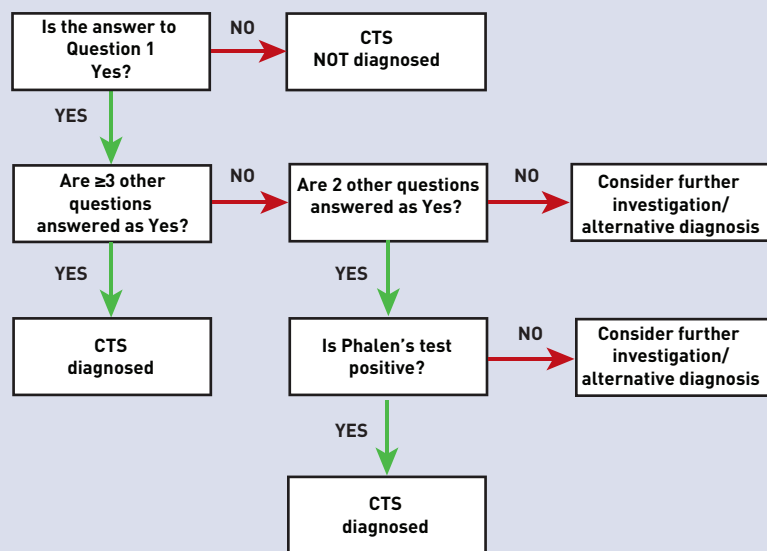 Is the answer to
Question 1
Yes?
NO
CTS
NOT diagnosed
YES
Are ≥3 other
questions
answered as Yes?
NO
Are 2 other questions
answered as Yes?
NO
Consider further
investigation/
alternative diagnosis
YES
YES
CTS
diagnosed
Is Phalen's test
positive?
NO
Consider further
investigation/
alternative diagnosis
YES
CTS
diagnosed